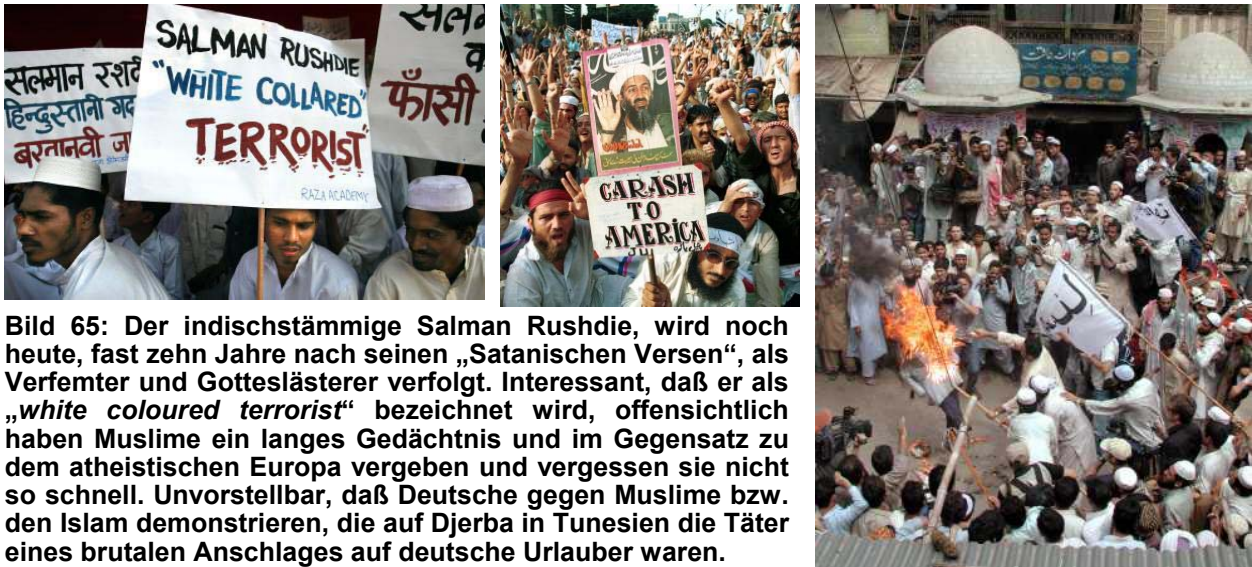 सलमान
हिन्दुस्तानी
बरतानवी
SALMAN RUSHDIE
"WHITE COLLARED"
TERRORIST"
RAZA ACADEMY
फाँसी
CARASH
TO
AMERICA
Bild 65: Der indischstämmige Salman Rushdie, wird noch
heute, fast zehn Jahre nach seinen „Satanischen Versen“, als
Verfemter und Gotteslästerer verfolgt. Interessant, daß er als
„white coloured terrorist“ bezeichnet wird, offensichtlich
haben Muslime ein langes Gedächtnis und im Gegensatz zu
dem atheistischen Europa vergeben und vergessen sie nicht
so schnell. Unvorstellbar, daß Deutsche gegen Muslime bzw.
den Islam demonstrieren, die auf Djerba in Tunesien die Täter
eines brutalen Anschlages auf deutsche Urlauber waren.